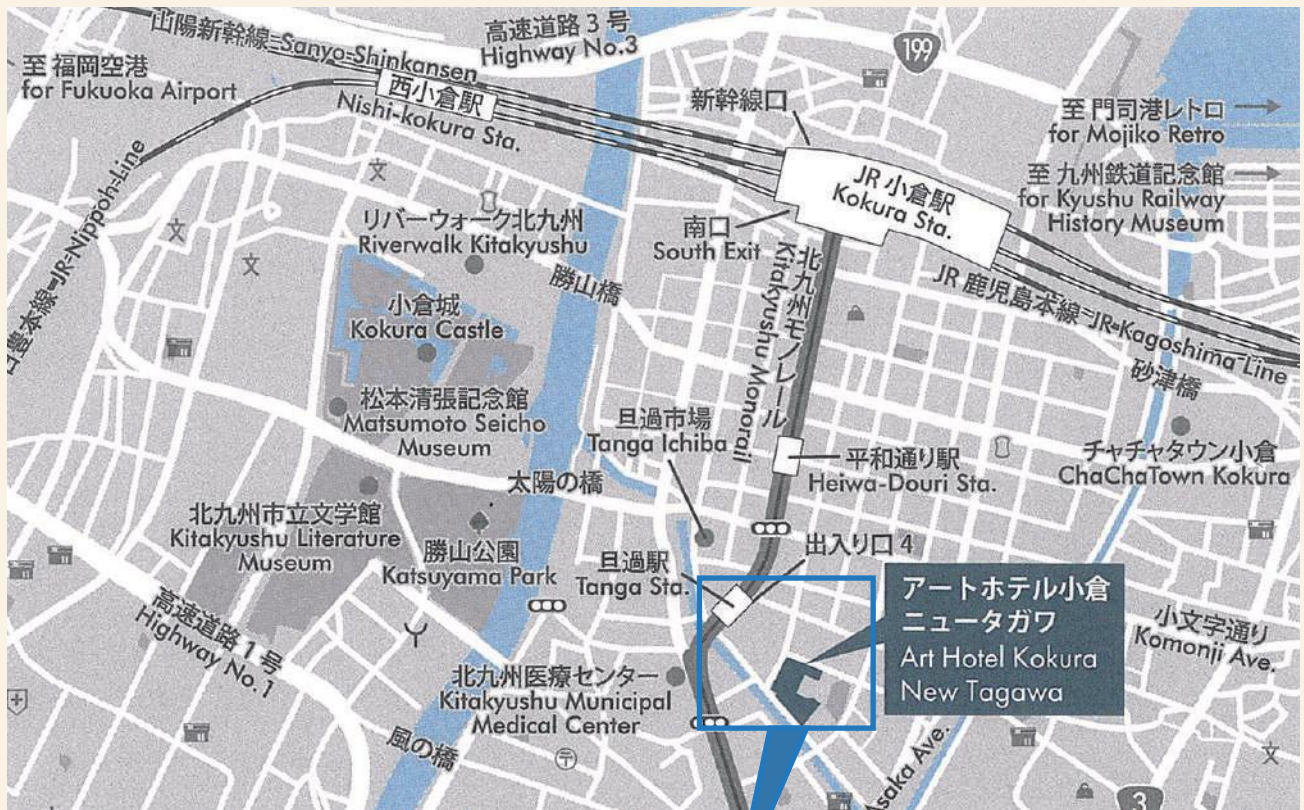 山陽新幹線=Sanyo-Shinkansen
高速道路3号
Highway No.3
199
至 福岡空港
for Fukuoka Airport
西小倉駅
Nishi-kokura Sta.
新幹線口
至 門司港レトロ
for Mojiko Retro
至 九州鉄道記念館
for Kyushu Railway
History Museum
JR 小倉駅
Kokura Sta.
文
文
文
リバーウォーク北九州
Riverwalk Kitakyushu
南口
South Exit
勝山橋
北九州モノレール
Kitakyushu Monorail
JR 鹿児島本線=JR-Kagoshima-Line
日豊本線=JR=Nippoh=Line
小倉城
Kokura Castle
砂津橋
松本清張記念館
Matsumoto Seicho
Museum
旦過市場
Tanga Ichiba
平和通り駅
Heiwa-Douri Sta.
チャチャタウン小倉
ChaChaTown Kokura
太陽の橋
北九州市立文学館
Kitakyushu Literature
Museum
勝山公園
Katsuyama Park
旦過駅
Tanga Sta.
出入り口 4
アートホテル小倉
ニュータガワ
Art Hotel Kokura
New Tagawa
小文字通り
Komonji Ave.
高速道路1号
Highway No.1
北九州医療センター
Kitakyushu Municipal
Medical Center
風の橋
〒
Asaka Ave.
文
3